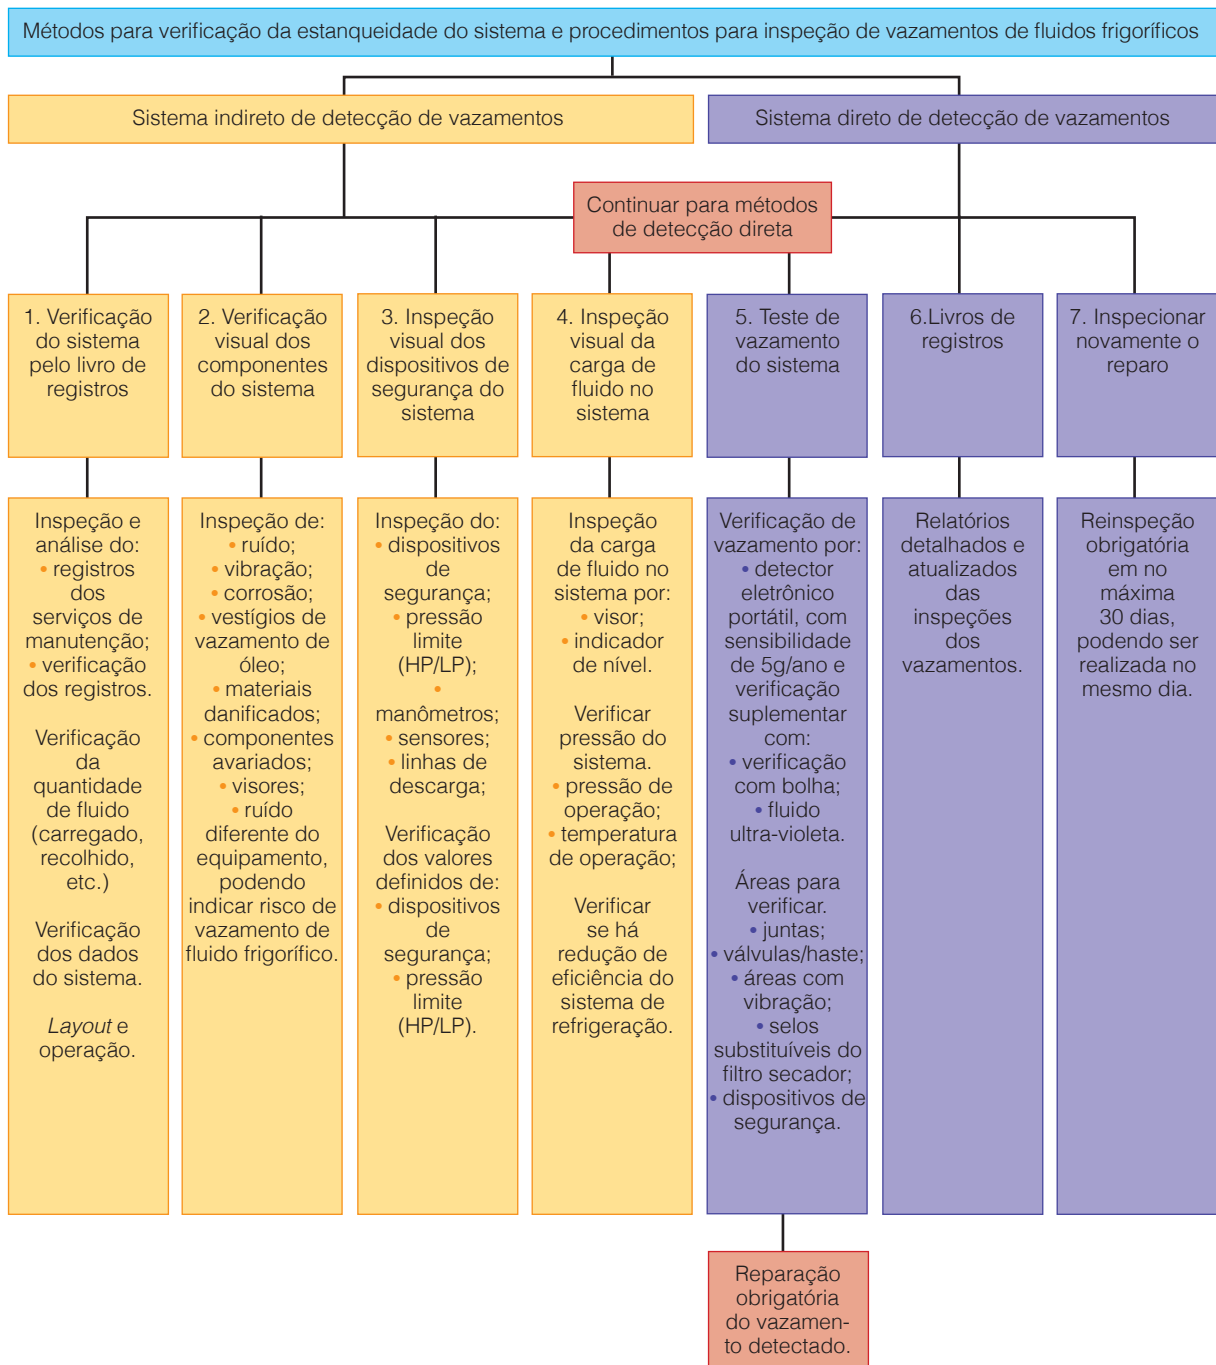 Métodos para verificação da estanqueidade do sistema e procedimentos para inspeção de vazamentos de fluidos frigoríficos
Sistema indireto de detecção de vazamentos
Sistema direto de detecção de vazamentos
Continuar para métodos
de detecção direta
1. Verificação
do sistema
pelo livro de
registros
2. Verificação
visual dos
componentes
do sistema
3. Inspeção
visual dos
dispositivos de
segurança do
sistema
4. Inspeção
visual da
carga de
fluido no
sistema
5. Teste de
vazamento
do sistema
6.Livros de
registros
7. Inspecionar
novamente o
reparo
Inspeção e
análise do:
• registros
dos
serviços de
manutenção;
• verificação
dos registros.
Verificação
da
quantidade
de fluido
(carregado,
recolhido,
etc.)
Verificação
dos dados
do sistema.
Layout e
operação.
Inspeção de:
• ruído;
• vibração;
• corrosão;
• vestígios de
vazamento de
óleo;
• materiais
danificados;
• componentes
avariados;
• visores;
• ruído
diferente do
equipamento,
podendo
indicar risco de
vazamento de
fluido frigorífico.
Inspeção do:
• dispositivos
de
segurança;
• pressão
limite
(HP/LP);
•
manômetros;
• sensores;
• linhas de
descarga;
Verificação
dos valores
definidos de:
• dispositivos
de
segurança;
• pressão
limite
(HP/LP).
Inspeção
da carga
de fluido no
sistema por:
• visor;
• indicador
de nível.
Verificar
pressão do
sistema.
• pressão de
operação;
• temperatura
de operação;
Verificar
se há
redução de
eficiência do
sistema de
refrigeração.
Verificação de
vazamento por:
• detector
eletrônico
portátil, com
sensibilidade
de 5g/ano e
verificação
suplementar
com:
• verificação
com bolha;
• fluido
ultra-violeta.
Áreas para
verificar.
• juntas;
• válvulas/haste;
• áreas com
vibração;
• selos
substituíveis do
filtro secador;
• dispositivos de
segurança.
Relatórios
detalhados e
atualizados
das
inspeções
dos
vazamentos.
Reinspeção
obrigatória
em no
máxima
30 dias,
podendo ser
realizada no
mesmo dia.
Reparação
obrigatória
do vazamen-
to detectado.